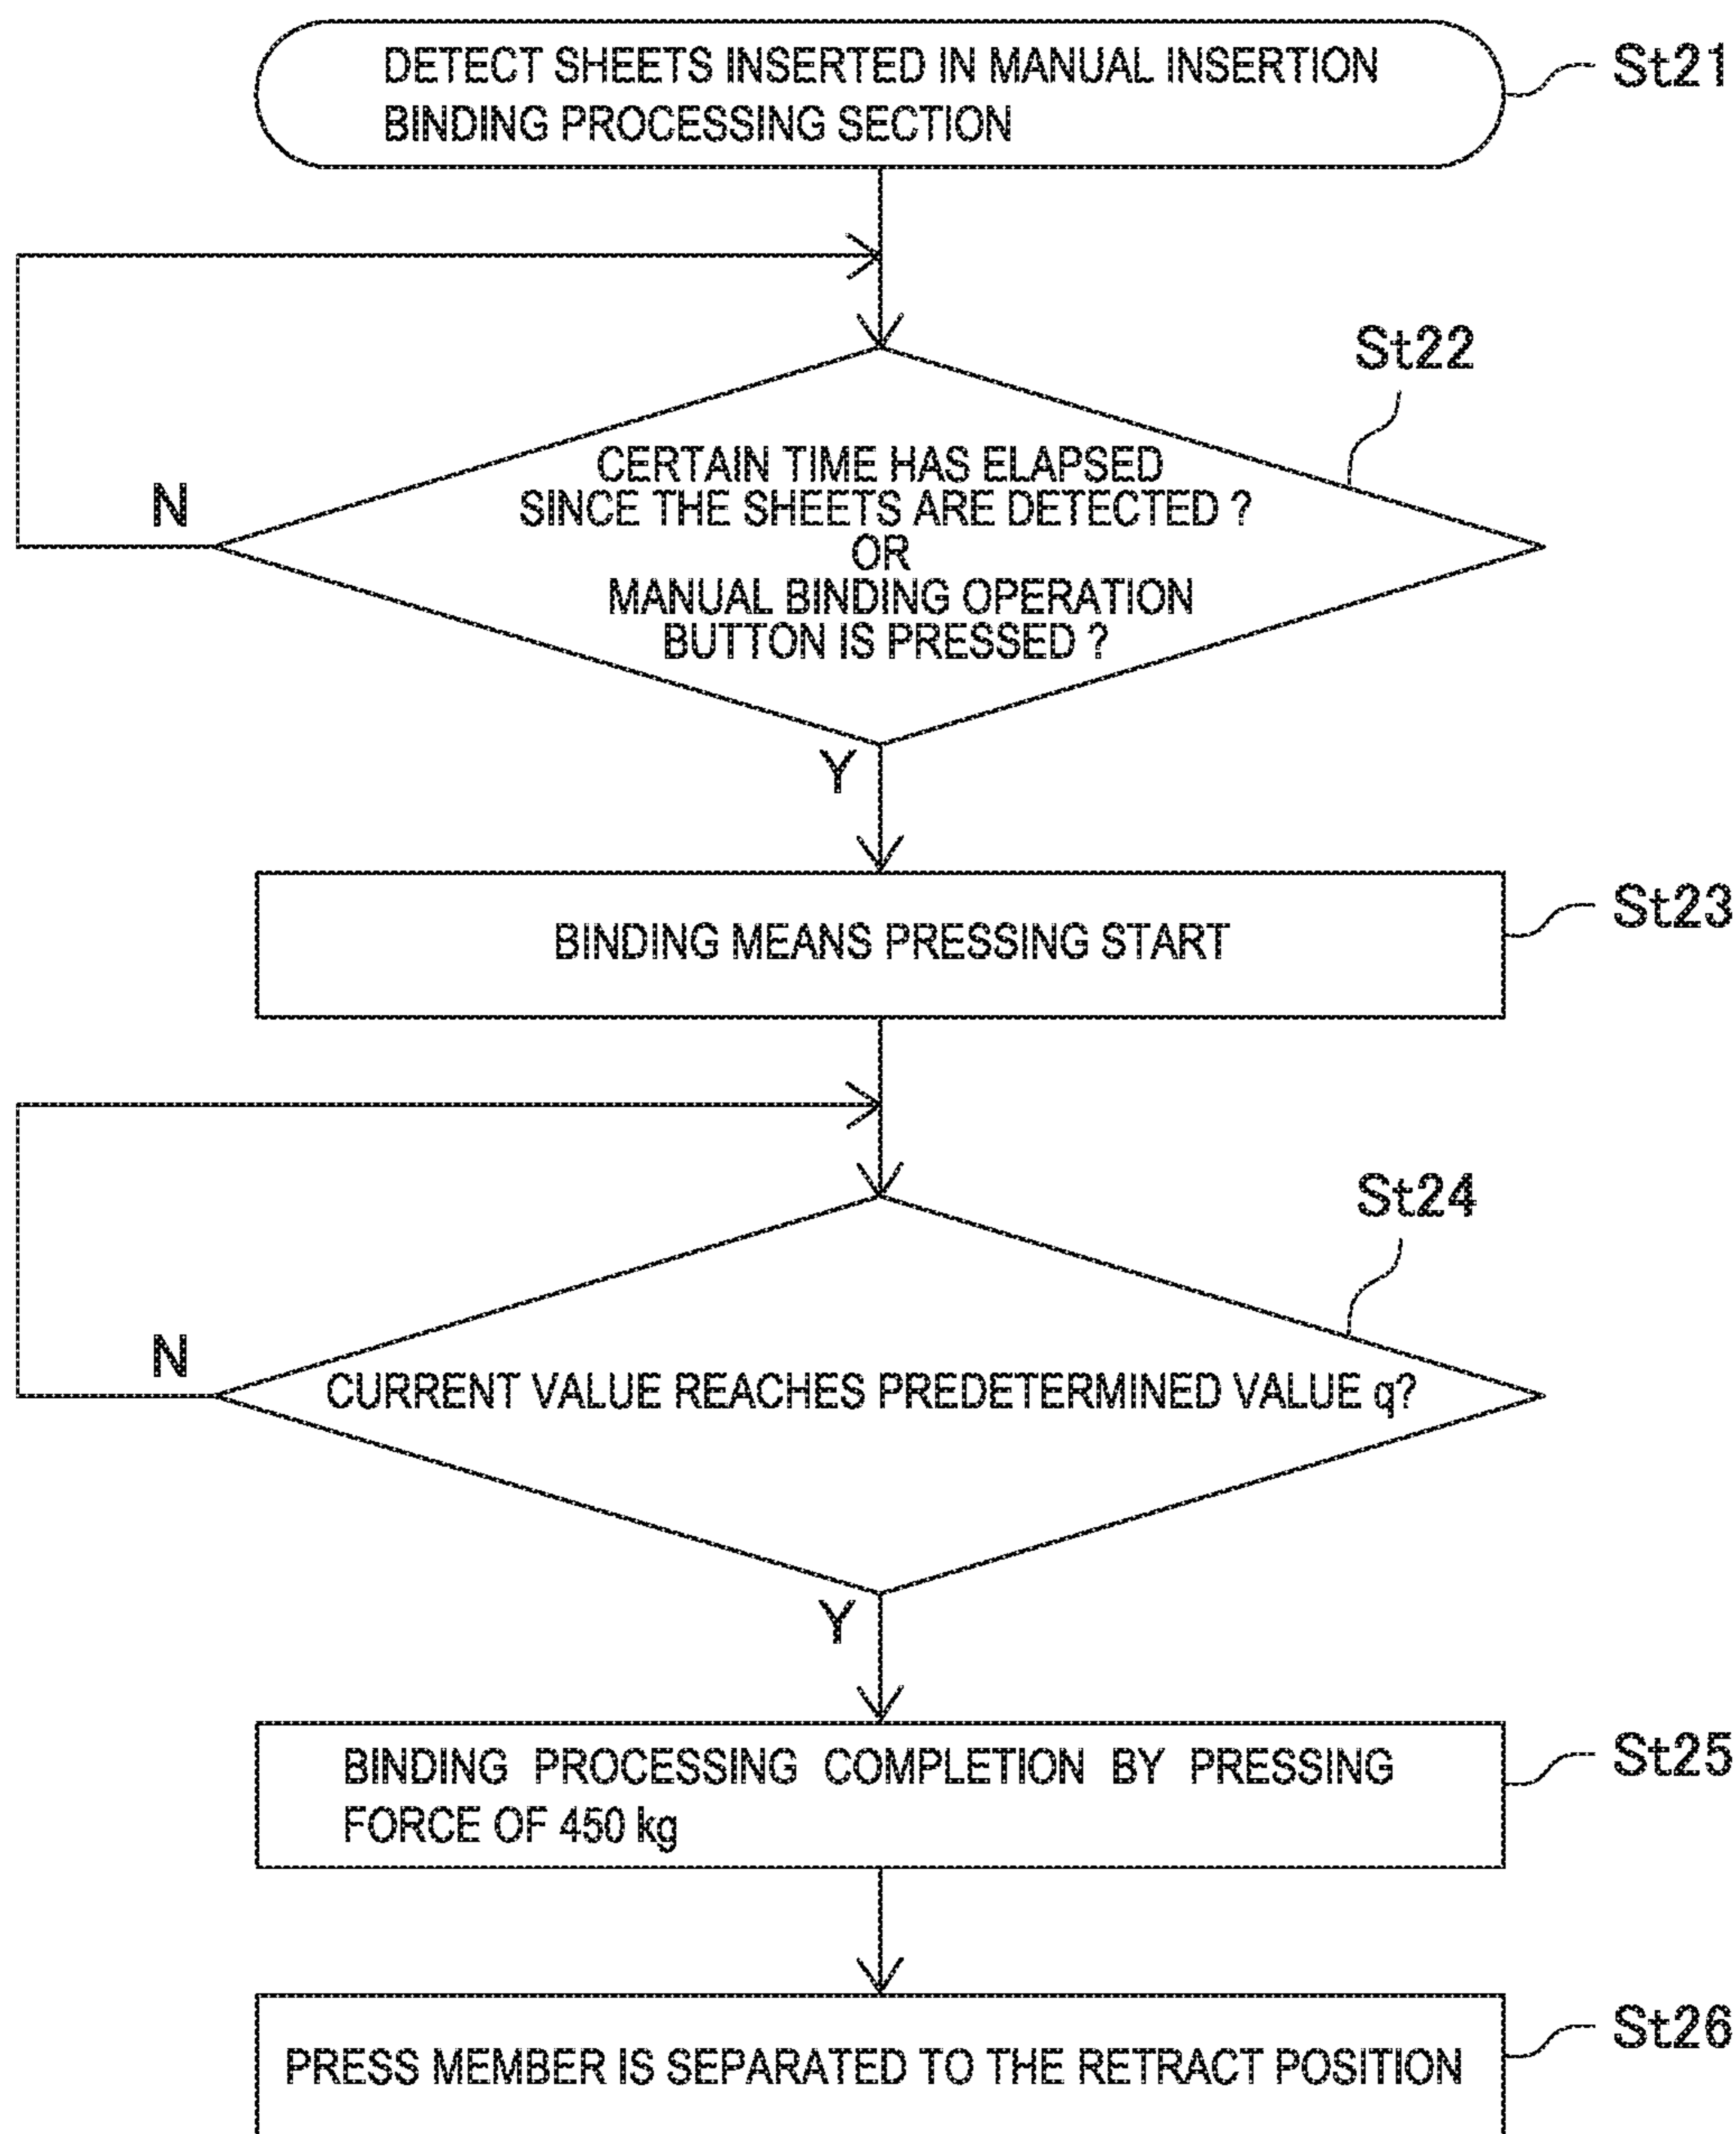 DETECT SHEETS INSERTED IN MANUAL INSERTION
BINDING PROCESSING SECTION
St21
St22
CERTAIN TIME HAS ELAPSED
SINCE THE SHEETS ARE DETECTED ?
OR
MANUAL BINDING OPERATION
BUTTON IS PRESSED ?
N
Y
BINDING MEANS PRESSING START
St23
St24
CURRENT VALUE REACHES PREDETERMINED VALUE q?
N
Y
BINDING PROCESSING COMPLETION BY PRESSING
FORCE OF 450 kg
St25
PRESS MEMBER IS SEPARATED TO THE RETRACT POSITION
St26